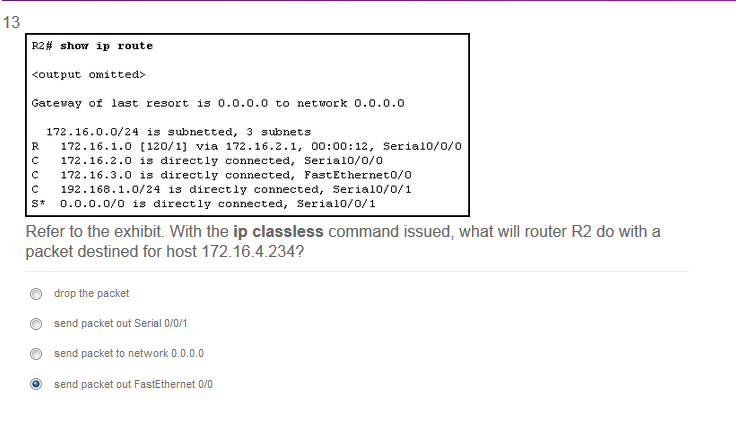 13
R2# show ip route
<output omitted>
Gateway of last resort is 0.0.0.0 to network 0.0.0.0
172.16.0.0/24 is subnetted, 3 subnets
R 172.16.1.0 [120/1] via 172.16.2.1, 00:00:12, Serial0/0/0
C 172.16.2.0 is directly connected, Serial0/0/0
C 172.16.3.0 is directly connected, FastEthernet0/0
C 192.168.1.0/24 is directly connected, Serial0/0/1
S* 0.0.0.0/0 is directly connected, Serial0/0/1
Refer to the exhibit. With the ip classless command issued, what will router R2 do with a
packet destined for host 172.16.4.234?
drop the packet
send packet out Serial 0/0/1
send packet to network 0.0.0.0
send packet out FastEthernet 0/0